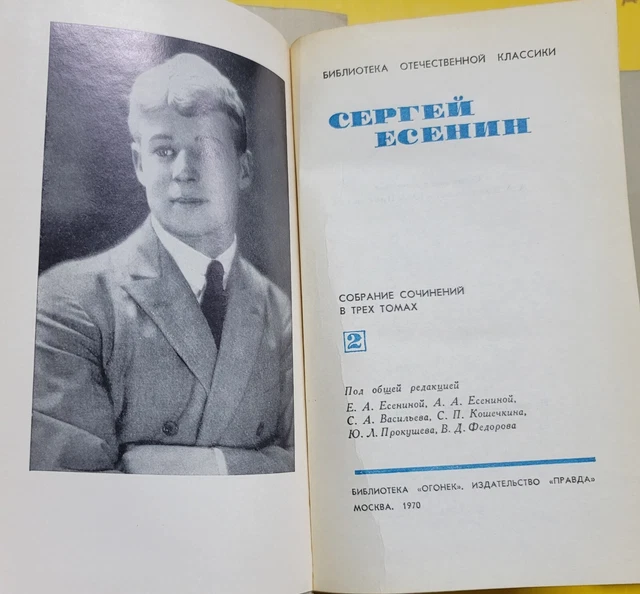 БИБЛИОТЕКА ОТЕЧЕСТВЕННОЙ КЛАССИКИ
СЕРГЕЙ
ЕСЕНИН
СОБРАНИЕ СОЧИНЕНИЙ
В ТРЕХ ТОМАХ
2
Под общей редакцией
Е. А. Есениной, А. А. Есениной,
С. А. Васильева, С. П. Кошечкина,
Ю. Л. Прокушева, В. Д. Федорова
БИБЛИОТЕКА «ОГОНЕК». ИЗДАТЕЛЬСТВО «ПРАВДА»
МОСКВА. 1970